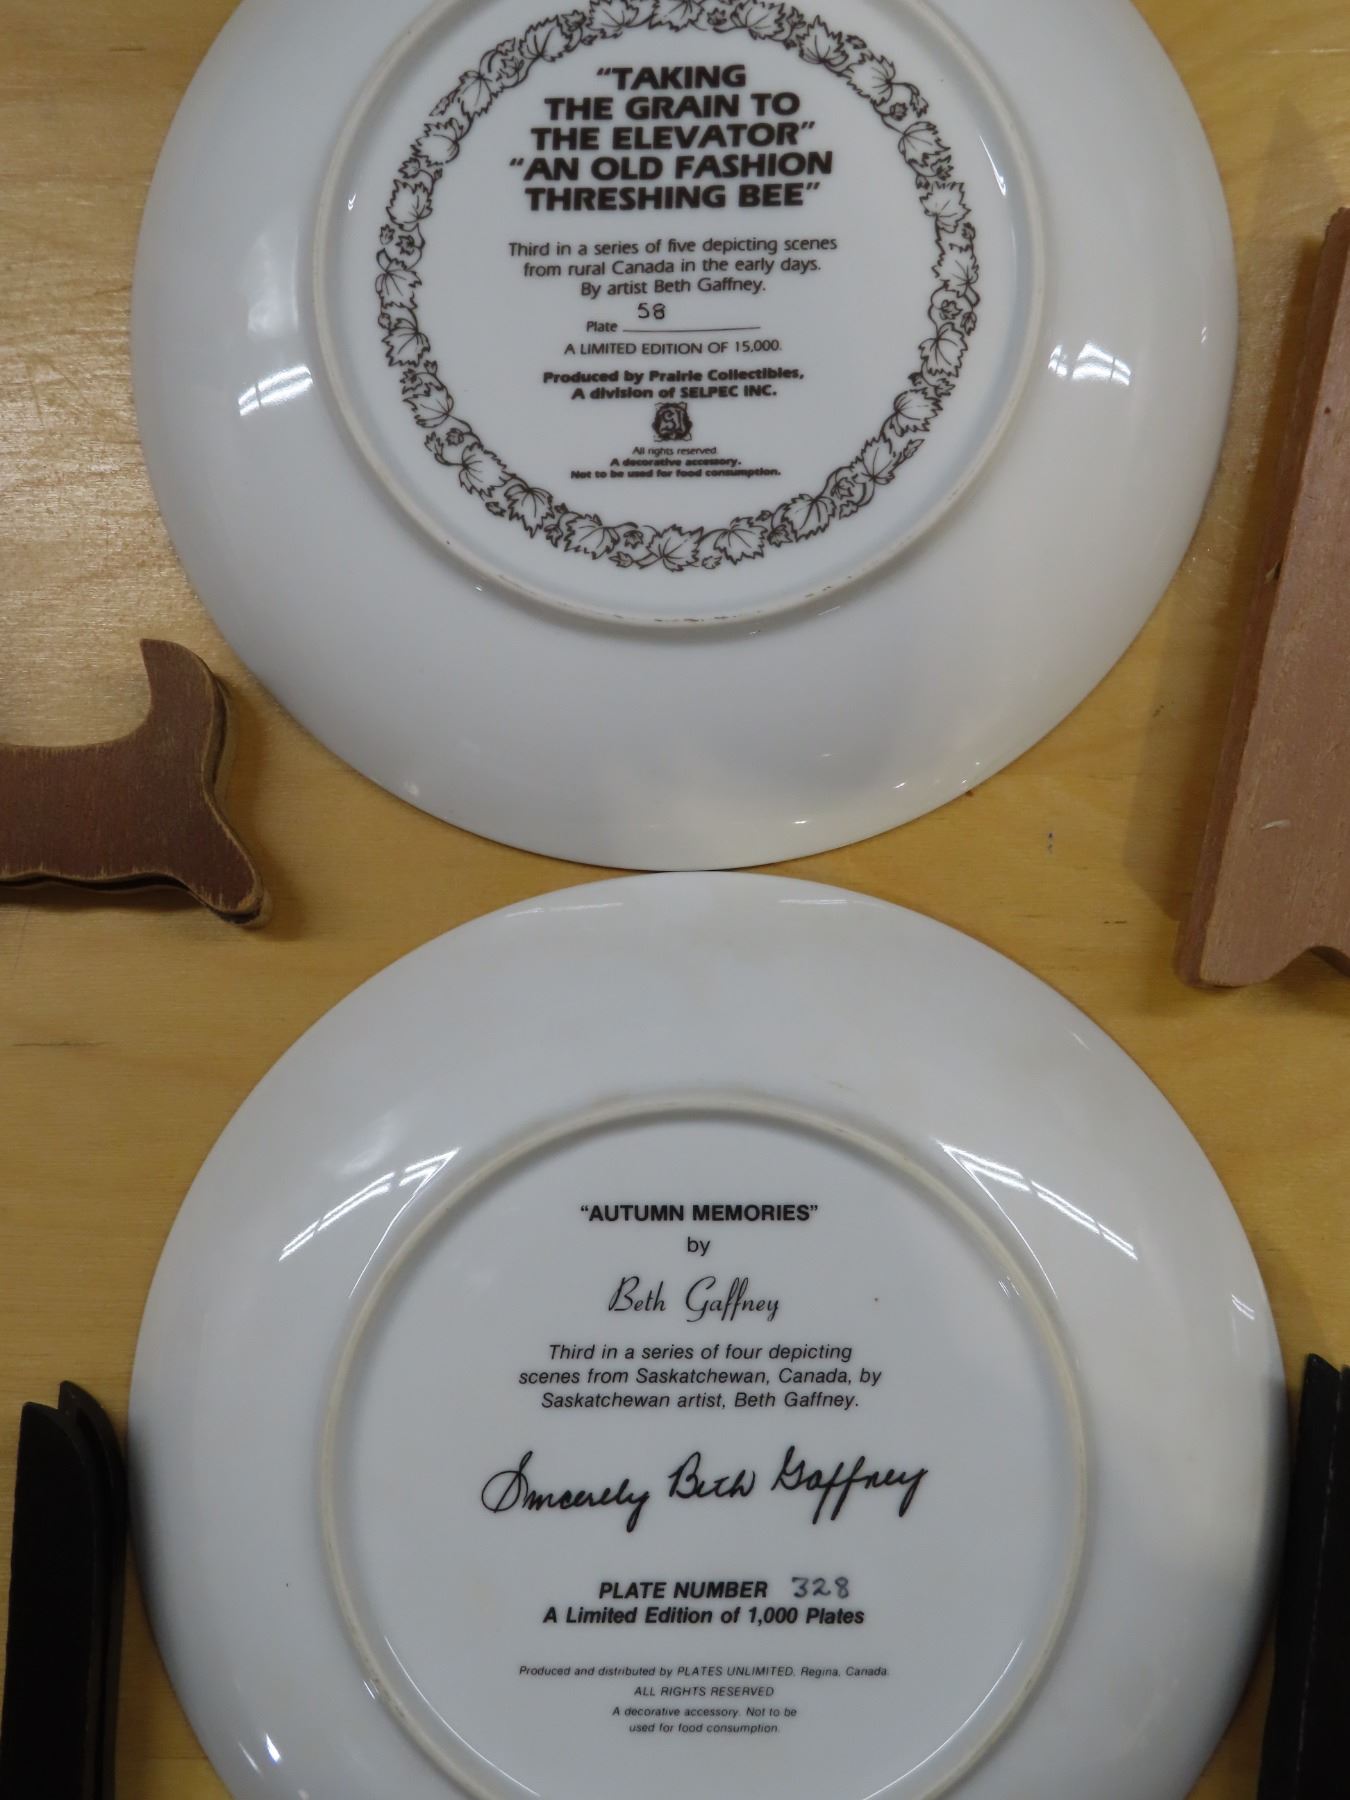 “TAKING
THE GRAIN TO
THE ELEVATOR”
“AN OLD FASHION
THRESHING BEE”
Third in a series of five depicting scenes
from rural Canada in the early days.
By artist Beth Gaffney.
Plate 58
A LIMITED EDITION OF 15,000.
Produced by Prairie Collectibles,
A division of SELPEC INC.
All rights reserved.
A decorative accessory.
Not to be used for food consumption.
“AUTUMN MEMORIES”
by
Beth Gaffney
Third in a series of four depicting
scenes from Saskatchewan, Canada, by
Saskatchewan artist, Beth Gaffney.
Sincerely Beth Gaffney
PLATE NUMBER 328
A Limited Edition of 1,000 Plates
Produced and distributed by PLATES UNLIMITED, Regina, Canada.
ALL RIGHTS RESERVED
A decorative accessory. Not to be
used for food consumption.